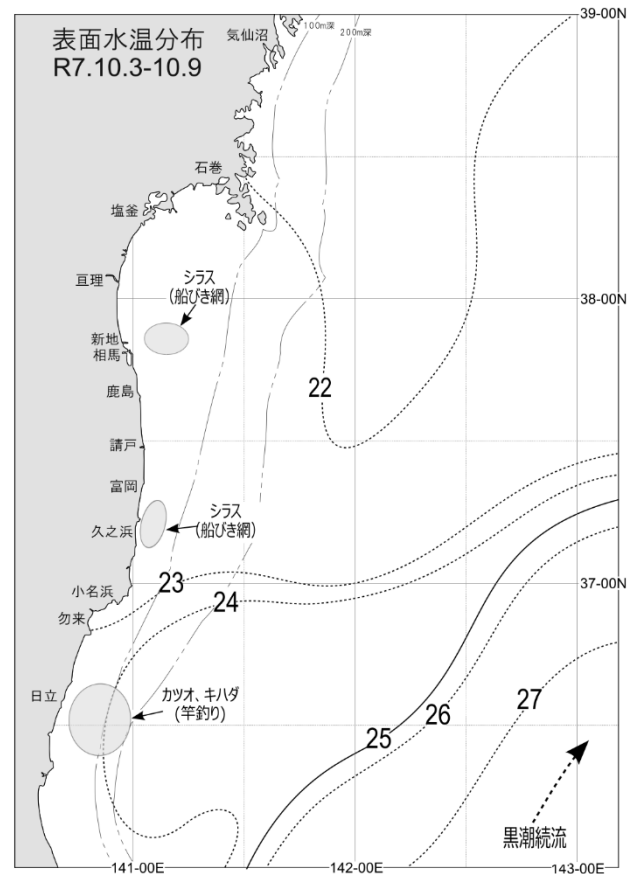 表面水温分布
R7.10.3-10.9
気仙沼
100m深
200m深
39-00N
石巻
塩釜
亘理
シラス
(船びき網)
38-00N
新地
相馬
鹿島
22
請戸
富岡
シラス
(船びき網)
久之浜
23
37-00N
小名浜
24
勿来
日立
カツオ、キハダ
(竿釣り)
27
26
25
黒潮続流
141-00E
142-00E
143-00E